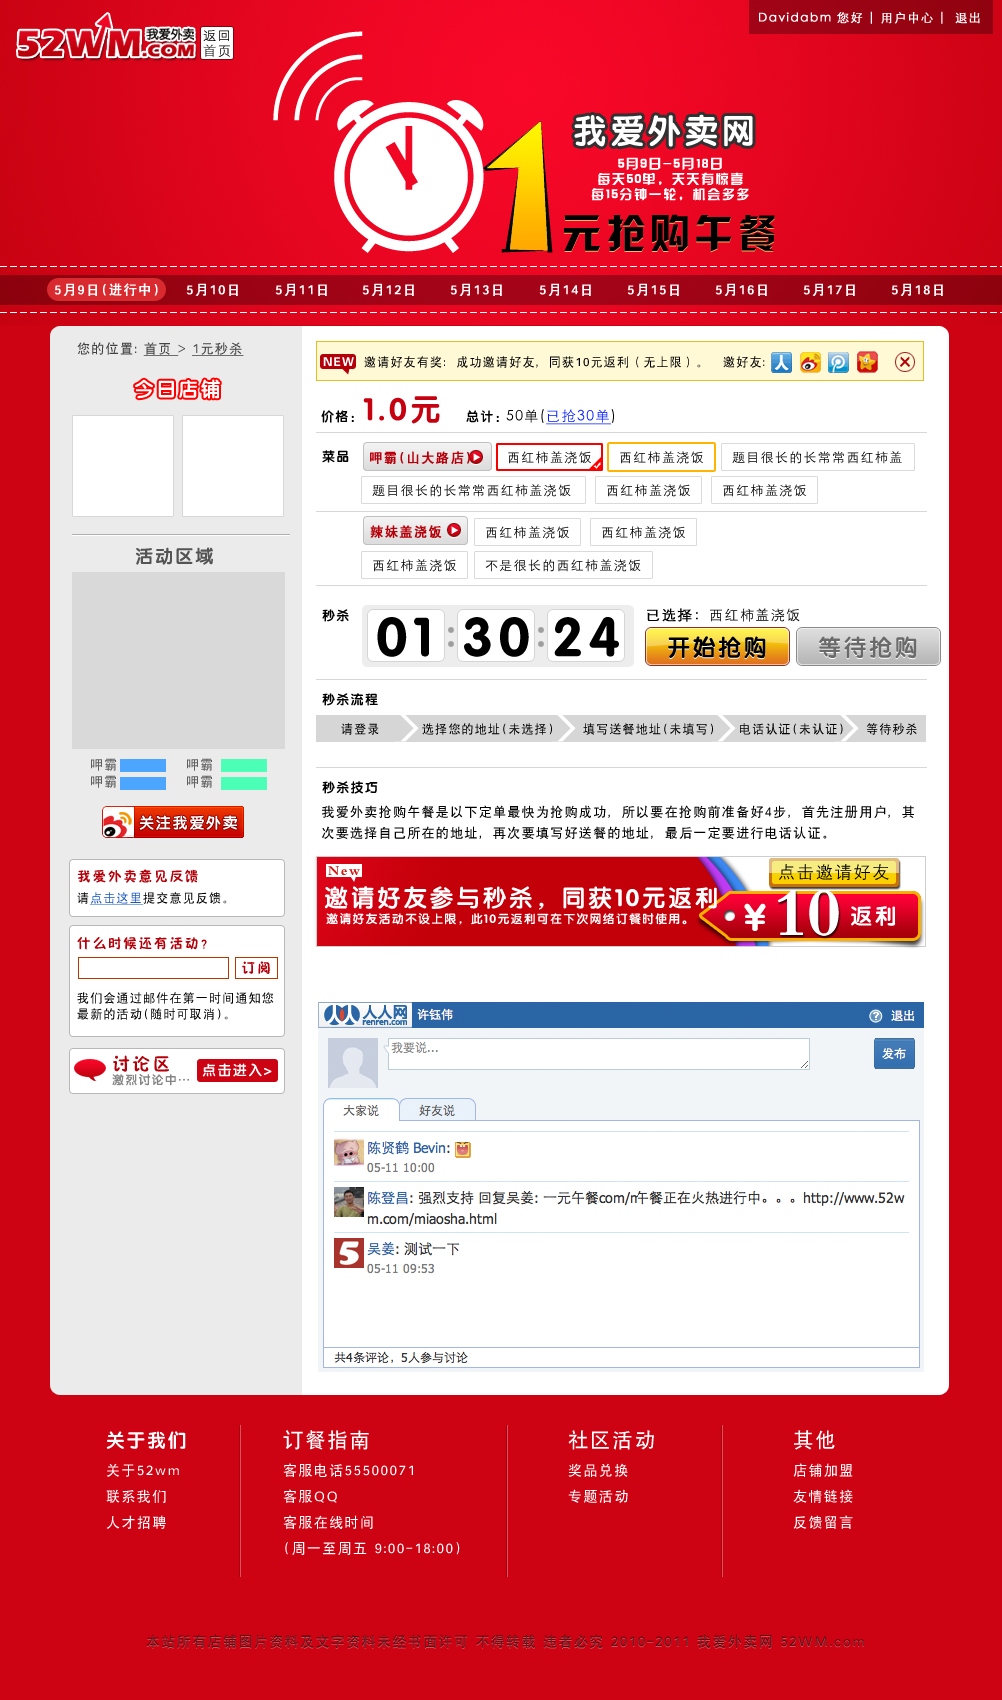 Davidabm 您好 | 用户中心 | 退出
52WM.com 我爱外卖 返回首页
我爱外卖网
5月9日-5月18日
每天50单，天天有惊喜
每15分钟一轮，机会多多
1元抢购午餐
5月9日(进行中) 5月10日 5月11日 5月12日 5月13日 5月14日 5月15日 5月16日 5月17日 5月18日
您的位置: 首页 > 1元秒杀
今日店铺
活动区域
呷霸 呷霸
呷霸 呷霸
关注我爱外卖
我爱外卖意见反馈
请点击这里提交意见反馈。
什么时候还有活动?
订阅
我们会通过邮件在第一时间通知您
最新的活动(随时可取消)。
讨论区
激烈讨论中...
点击进入>
NEW 邀请好友有奖: 成功邀请好友, 同获10元返利(无上限)。 邀好友:
价格: 1.0元 总计: 50单(已抢30单)
菜品 呷霸(山大路店) 西红柿盖浇饭 西红柿盖浇饭 题目很长的长常常西红柿盖
题目很长的长常常西红柿盖浇饭 西红柿盖浇饭 西红柿盖浇饭
辣妹盖浇饭 西红柿盖浇饭 西红柿盖浇饭
西红柿盖浇饭 不是很长的西红柿盖浇饭
秒杀 01:30:24
已选择: 西红柿盖浇饭
开始抢购 等待抢购
秒杀流程
请登录 选择您的地址(未选择) 填写送餐地址(未填写) 电话认证(未认证) 等待秒杀
秒杀技巧
我爱外卖抢购午餐是以下定单最快为抢购成功, 所以要在抢购前准备好4步, 首先注册用户, 其
次要选择自己所在的地址, 再次要填写好送餐的地址, 最后一定要进行电话认证。
New
邀请好友参与秒杀, 同获10元返利
邀请好友活动不设上限, 此10元返利可在下次网络订餐时使用。
点击邀请好友
¥10返利
人人网 renren.com 许钰伟 退出
我要说...
发布
大家说 好友说
陈贤鹤 Bevin:
05-11 10:00
陈登昌: 强烈支持 回复吴姜: 一元午餐com/r午餐正在火热进行中。。。http://www.52w
m.com/miaosha.html
吴姜: 测试一下
05-11 09:53
共4条评论, 5人参与讨论
关于我们
关于52wm
联系我们
人才招聘
订餐指南
客服电话55500071
客服QQ
客服在线时间
(周一至周五 9:00-18:00)
社区活动
奖品兑换
专题活动
其他
店铺加盟
友情链接
反馈留言
本站所有店铺图片资料及文字资料未经书面许可 不得转载 违者必究 2010-2011 我爱外卖网 52WM.com